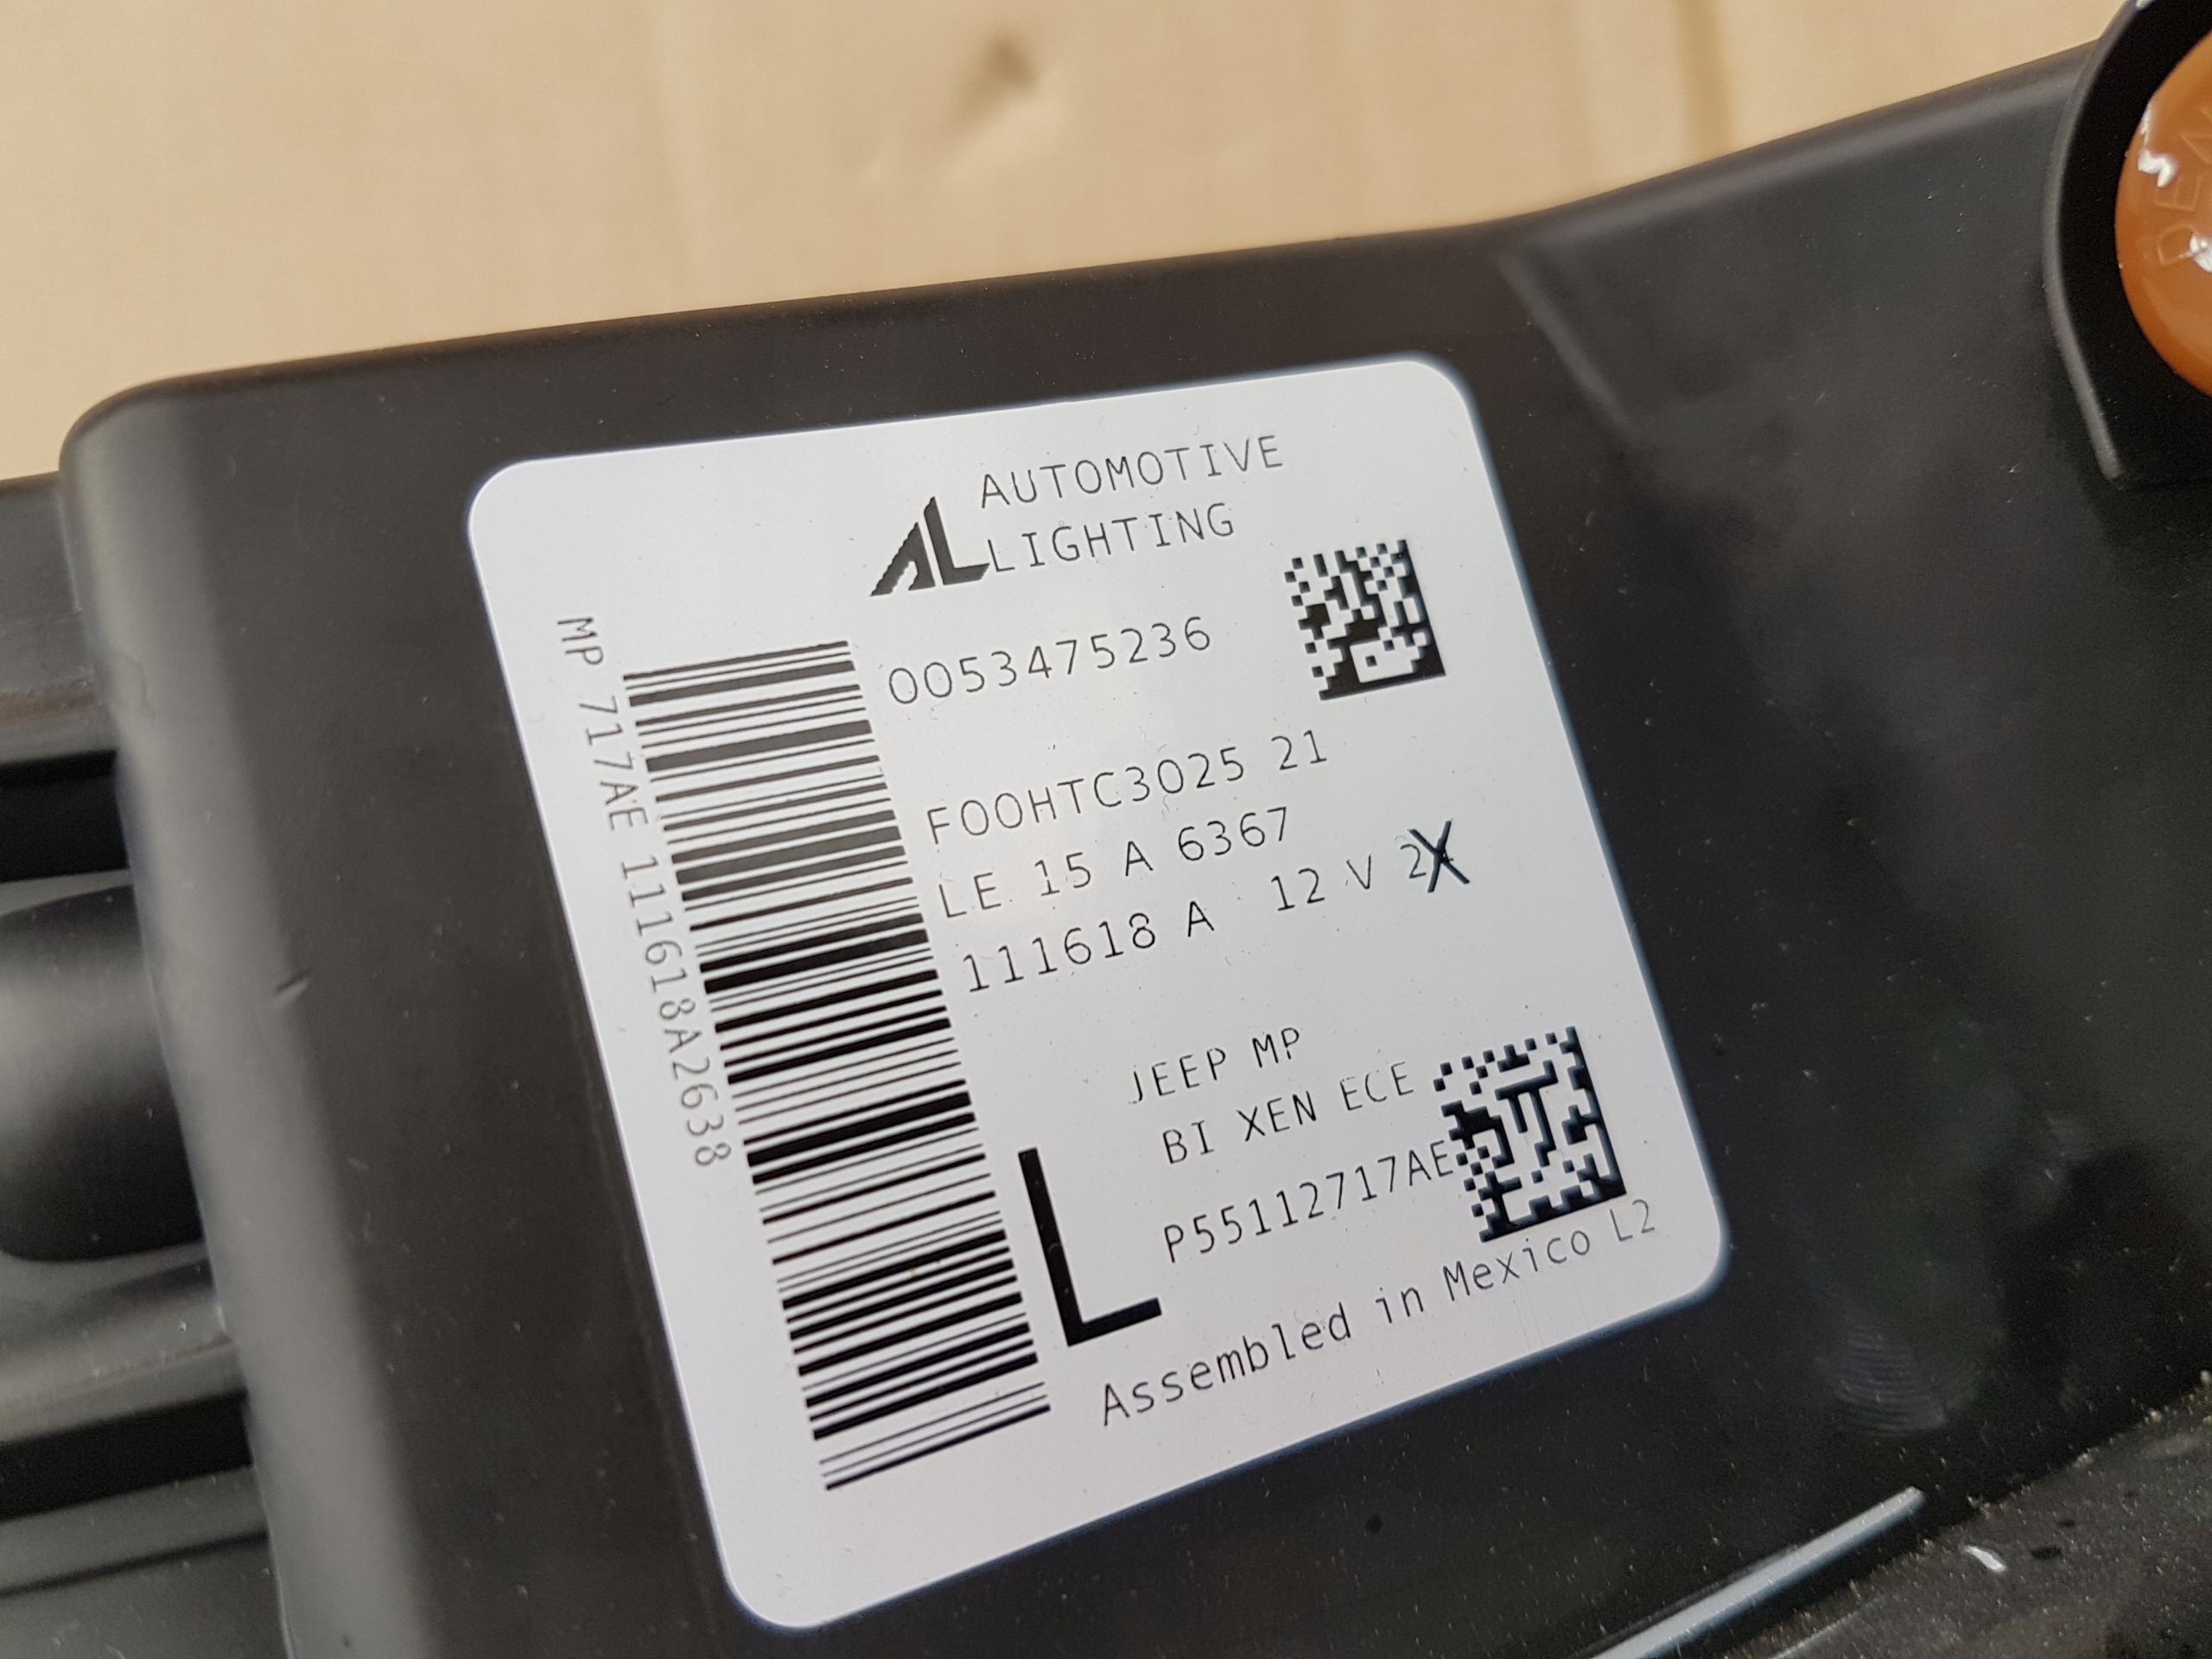 AL AUTOMOTIVE
LIGHTING
0053475236
F00HTC3025 21
LE 15 A 6367
111618 A 12 V
JEEP MP
BI XEN ECE
L
P55112717AE
Assembled in Mexico L2
MP 717AE 111618A2638